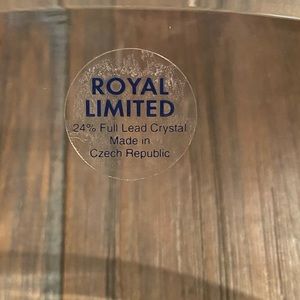 ROYAL
LIMITED
24% Full Lead Crystal
Made in
Czech Republic